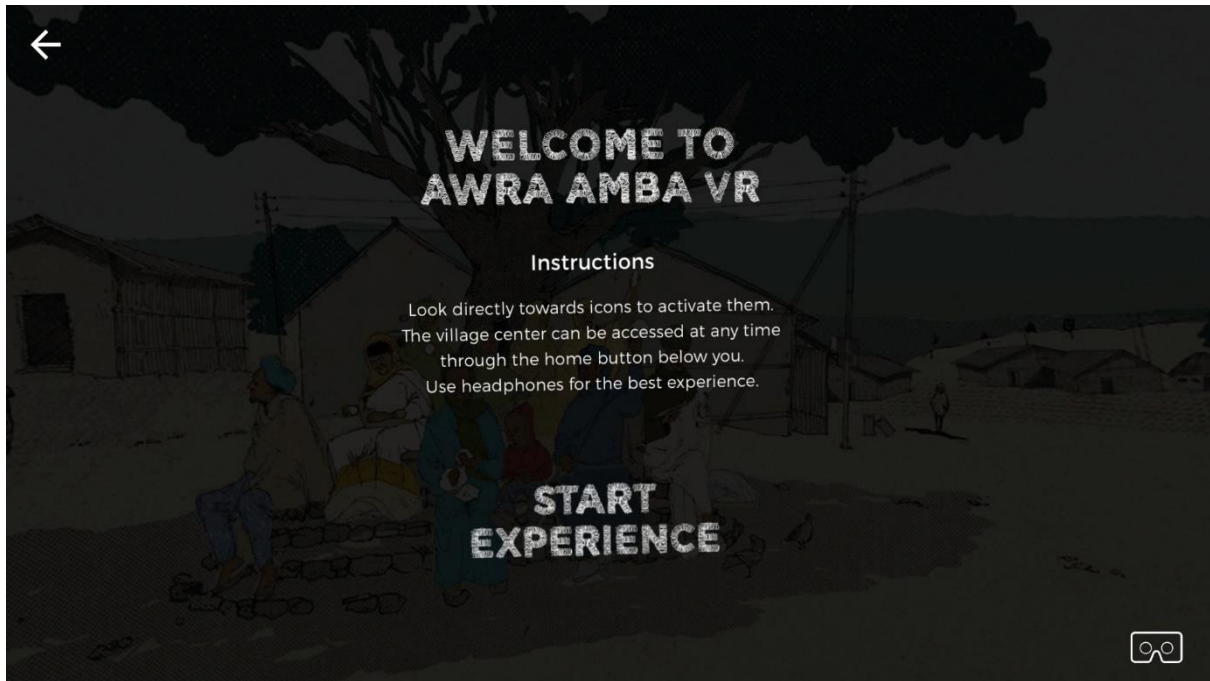 WELCOME TO
AWRA AMBA VR
Instructions
Look directly towards icons to activate them.
The village center can be accessed at any time
through the home button below you.
Use headphones for the best experience.
START
EXPERIENCE